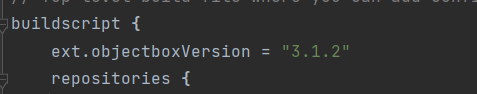 buildscript {
ext.objectboxVersion = "3.1.2"
repositories {